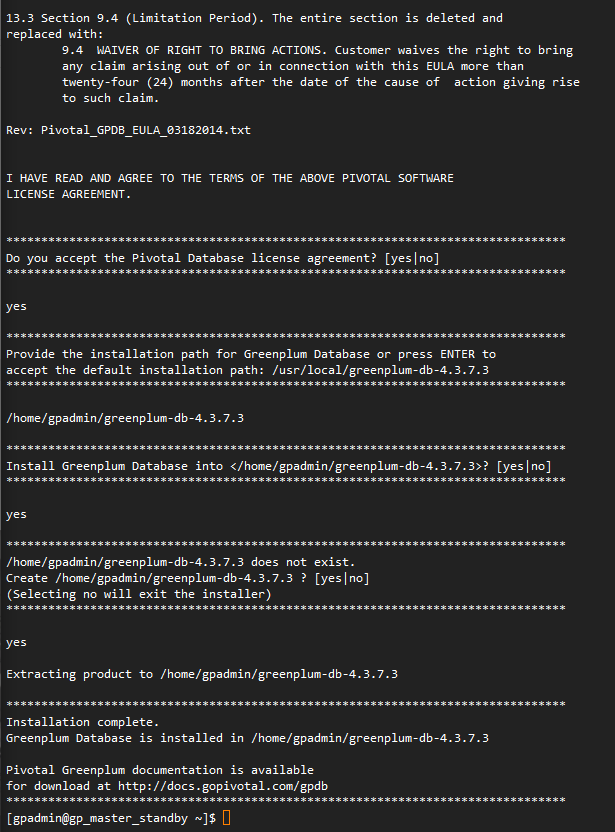 13.3 Section 9.4 (Limitation Period). The entire section is deleted and
replaced with:
9.4  WAIVER OF RIGHT TO BRING ACTIONS. Customer waives the right to bring
any claim arising out of or in connection with this EULA more than
twenty-four (24) months after the date of the cause of  action giving rise
to such claim.
Rev: Pivotal_GPDB_EULA_03182014.txt
I HAVE READ AND AGREE TO THE TERMS OF THE ABOVE PIVOTAL SOFTWARE
LICENSE AGREEMENT.
********************************************************************************
Do you accept the Pivotal Database license agreement? [yes|no]
********************************************************************************
yes
********************************************************************************
Provide the installation path for Greenplum Database or press ENTER to
accept the default installation path: /usr/local/greenplum-db-4.3.7.3
********************************************************************************
/home/gpadmin/greenplum-db-4.3.7.3
********************************************************************************
Install Greenplum Database into </home/gpadmin/greenplum-db-4.3.7.3>? [yes|no]
********************************************************************************
yes
********************************************************************************
/home/gpadmin/greenplum-db-4.3.7.3 does not exist.
Create /home/gpadmin/greenplum-db-4.3.7.3 ? [yes|no]
(Selecting no will exit the installer)
********************************************************************************
yes
Extracting product to /home/gpadmin/greenplum-db-4.3.7.3
********************************************************************************
Installation complete.
Greenplum Database is installed in /home/gpadmin/greenplum-db-4.3.7.3
Pivotal Greenplum documentation is available
for download at http://docs.gopivotal.com/gpdb
********************************************************************************
[gpadmin@gp_master_standby ~]$